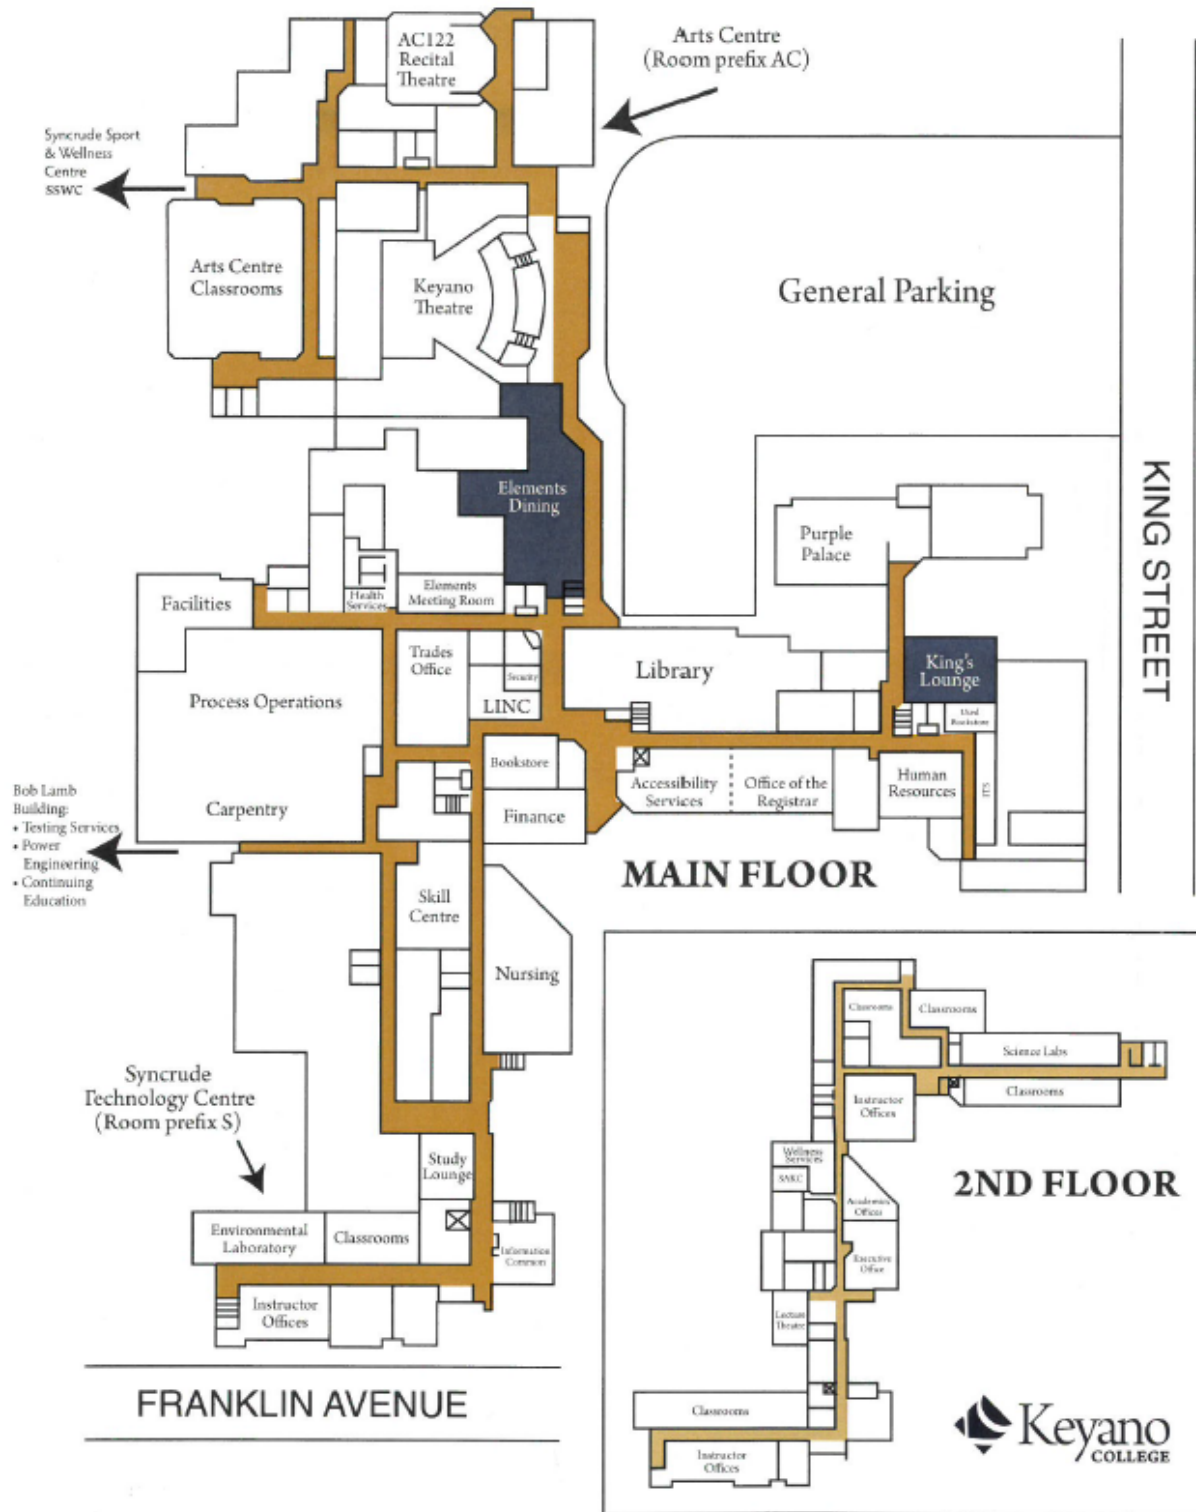 AC122
Recital
Theatre
Arts Centre
(Room prefix AC)
Syncrude Sport
& Wellness
Centre
SSWC
Arts Centre
Classrooms
Keyano
Theatre
General Parking
KING STREET
Elements
Dining
Purple
Palace
Facilities
Health
Services
Elements
Meeting Room
Trades
Office
Security
LINC
Library
King's
Lounge
Used
Bookstore
Process Operations
Bookstore
Accessibility
Services
Office of the
Registrar
Human
Resources
ITS
Carpentry
Finance
Bob Lamb
Building:
• Testing Services
• Power
Engineering
• Continuing
Education
MAIN FLOOR
Skill
Centre
Nursing
Syncrude
Technology Centre
(Room prefix S)
Study
Lounge
Environmental
Laboratory
Classrooms
Information
Common
Instructor
Offices
FRANKLIN AVENUE
Classrooms
Classrooms
Science Labs
Classrooms
Instructor
Offices
Wellness
Services
SAKC
Academic
Offices
2ND FLOOR
Executive
Office
Lecture
Theatre
Classrooms
Instructor
Offices
Keyano
COLLEGE